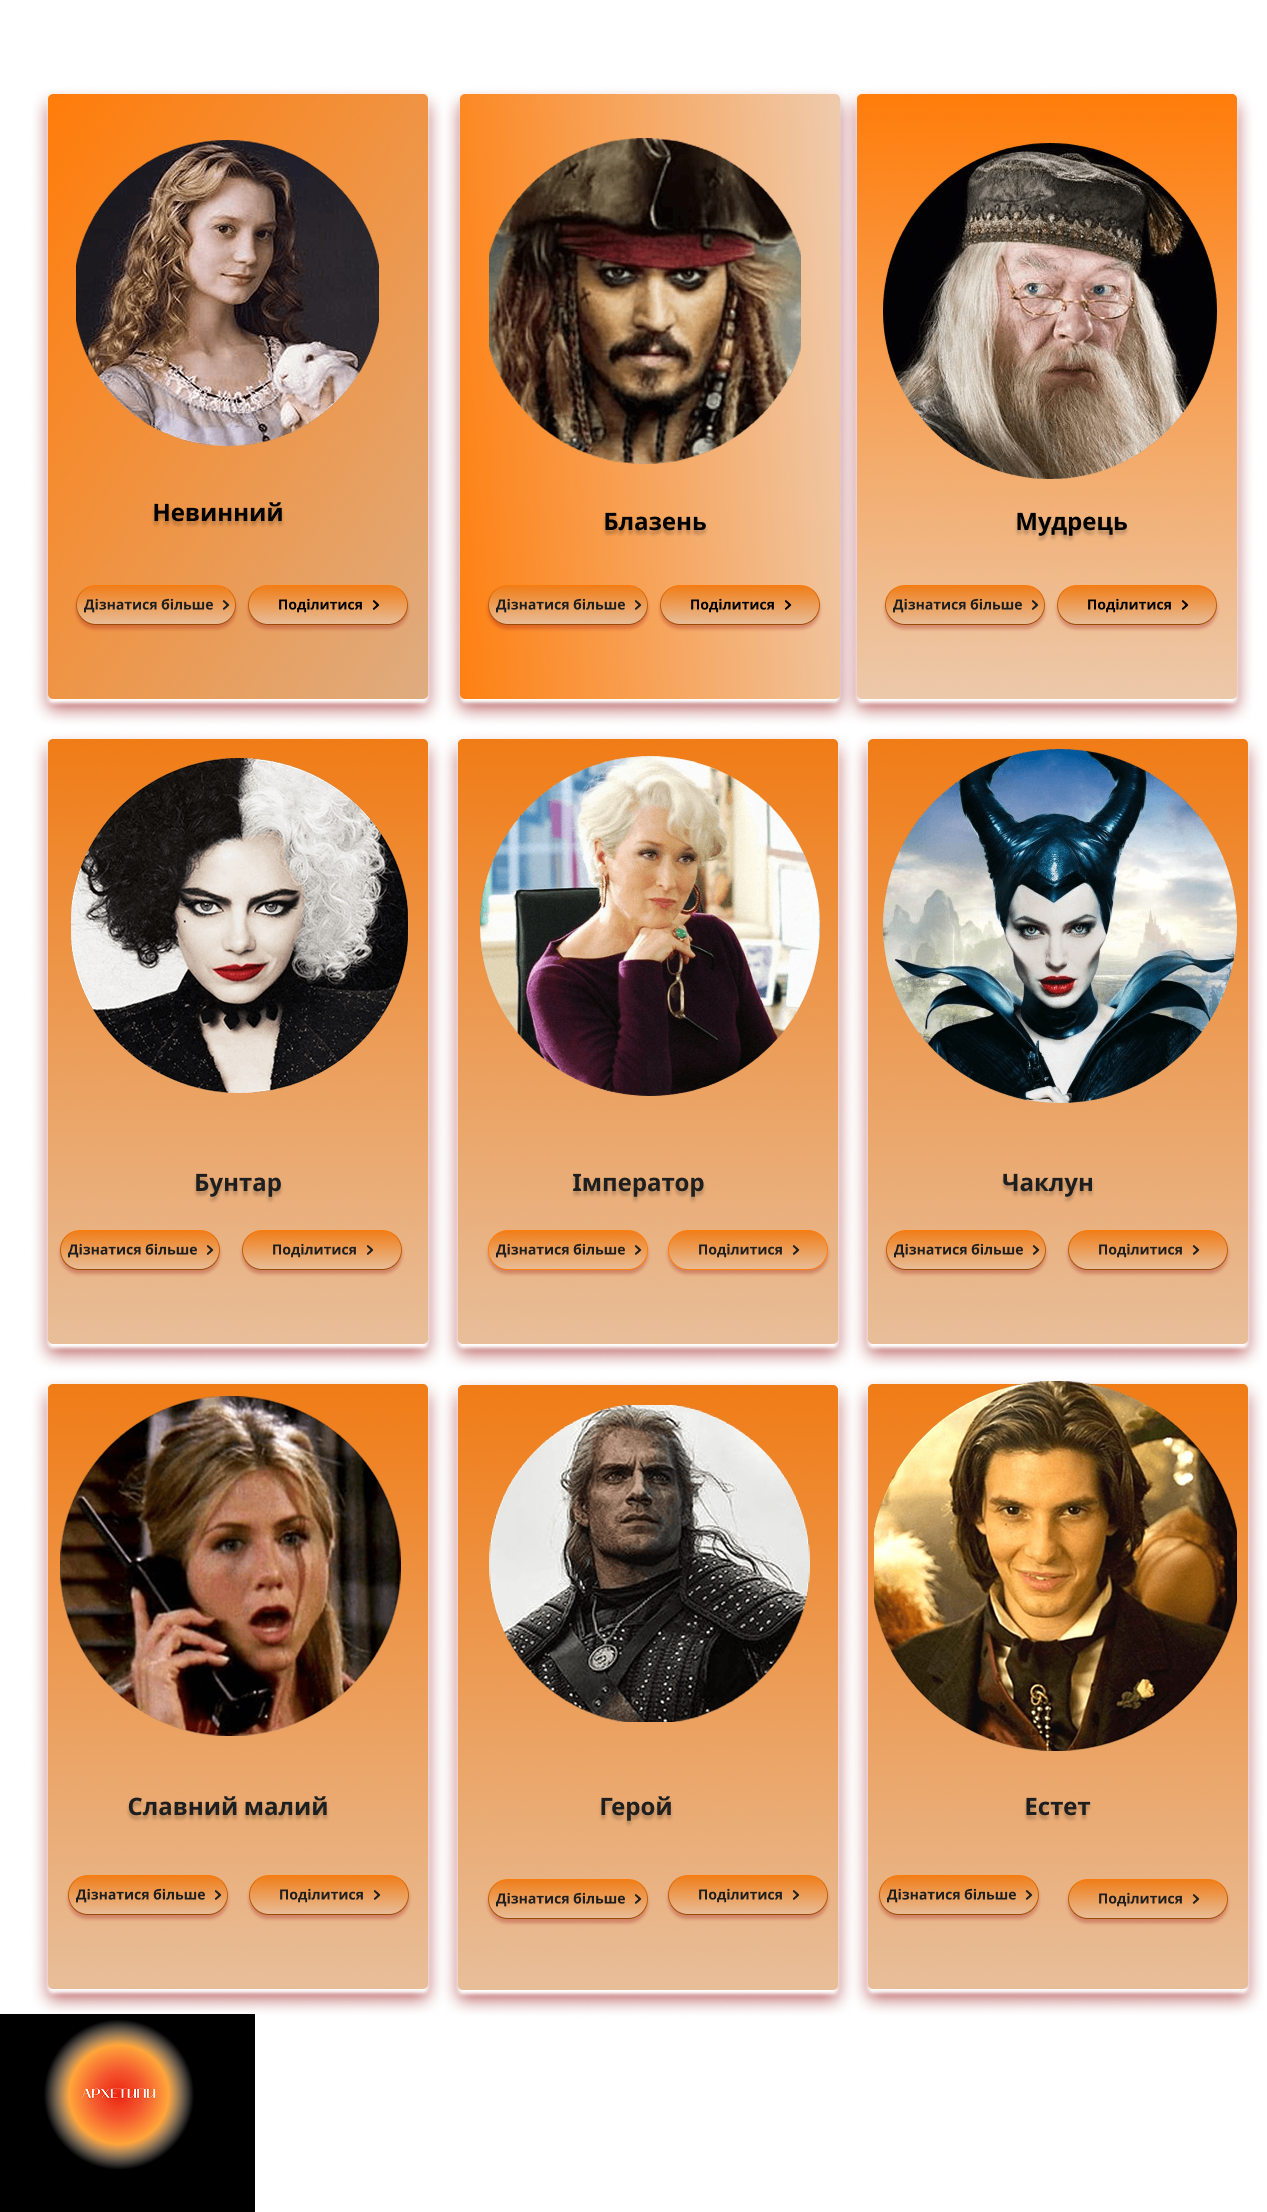 Невинний
Блазень
Мудрець
Дізнатися більше
Поділитися
Дізнатися більше
Поділитися
Дізнатися більше
Поділитися
Бунтар
Імператор
Чаклун
Дізнатися більше
Поділитися
Дізнатися більше
Поділитися
Дізнатися більше
Поділитися
Славний малий
Герой
Естет
Дізнатися більше
Поділитися
Дізнатися більше
Поділитися
Дізнатися більше
Поділитися
АРХЕТИПИ